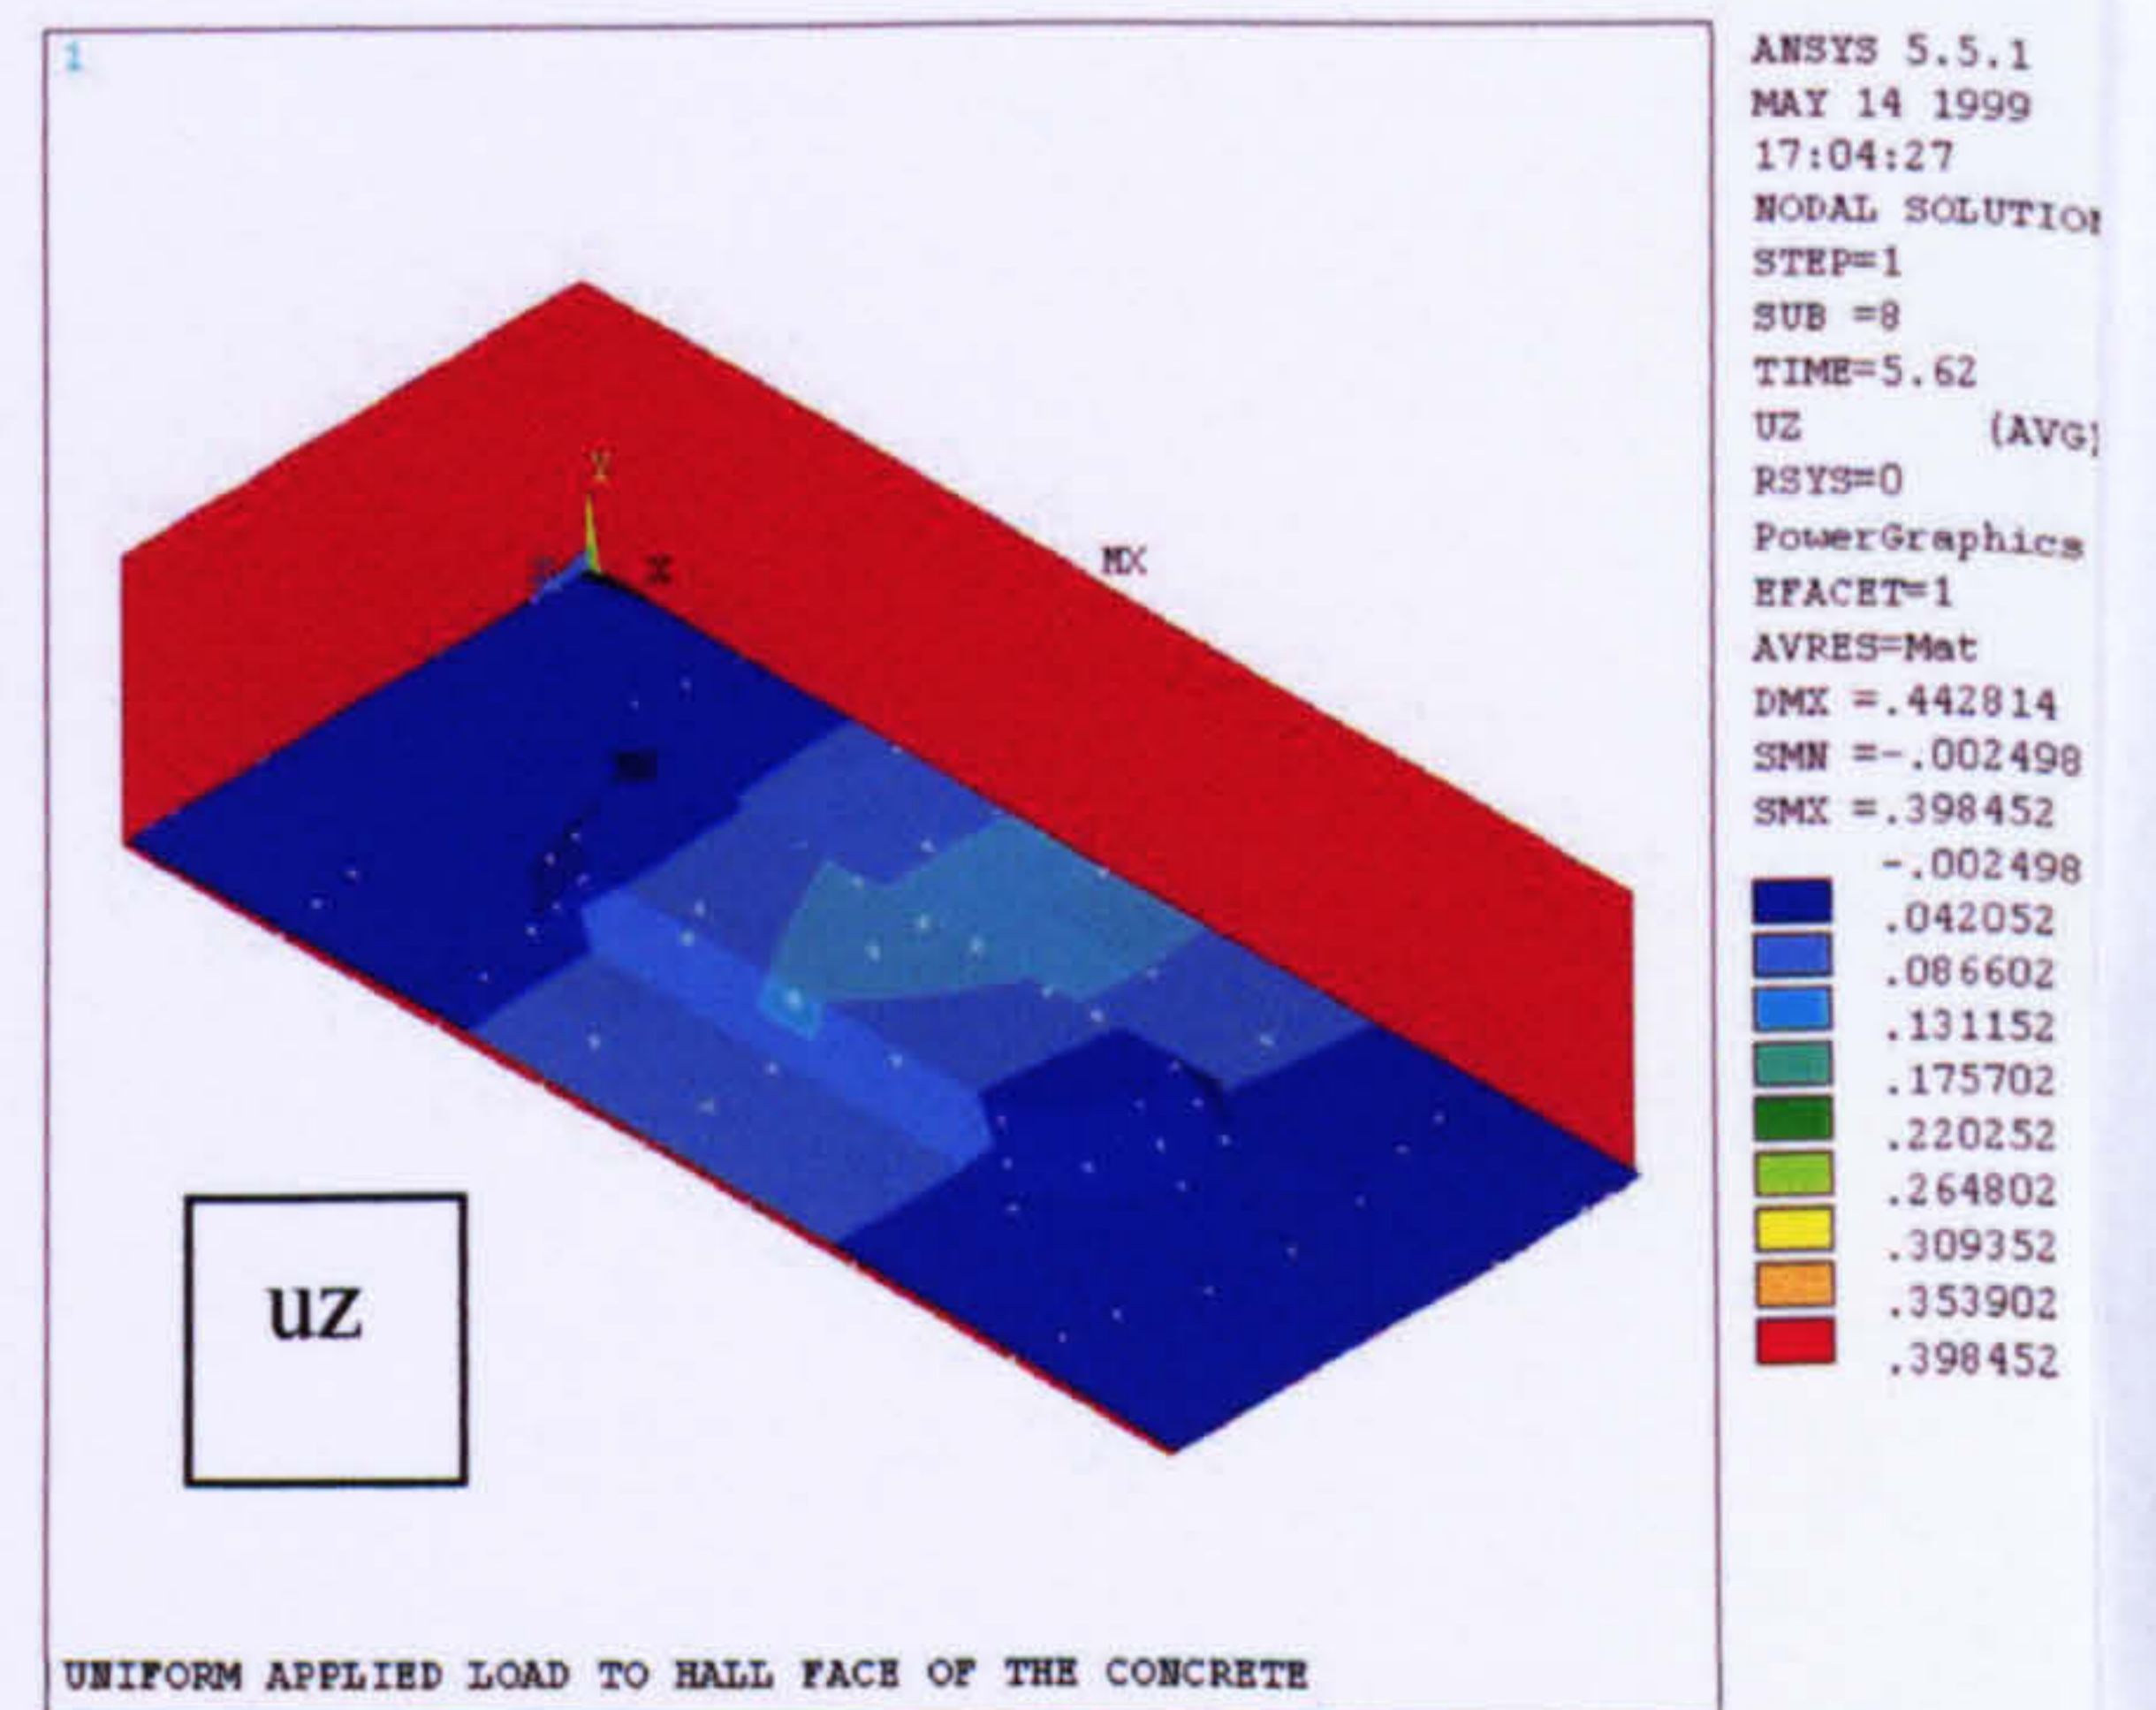 1
ANSYS 5.5.1
MAY 14 1999
17:04:27
NODAL SOLUTION
STEP=1
SUB =8
TIME=5.62
UZ (AVG)
RSYS=0
PowerGraphics
EFACET=1
AVRES=Mat
DMX =.442814
SMN =-.002498
SMX =.398452
-.002498
.042052
.086602
.131152
.175702
.220252
.264802
.309352
.353902
.398452
Y
X
MX
uz
UNIFORM APPLIED LOAD TO HALL FACE OF THE CONCRETE